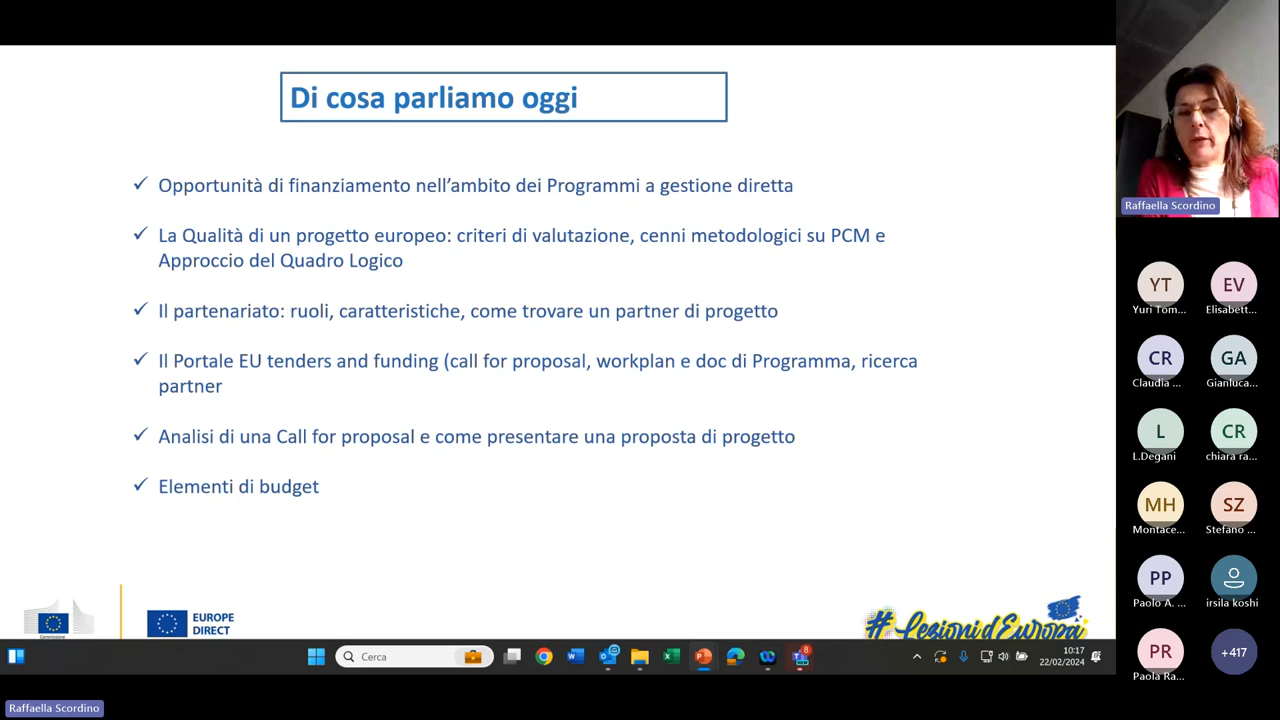 Di cosa parliamo oggi
✓ Opportunità di finanziamento nell’ambito dei Programmi a gestione diretta
✓ La Qualità di un progetto europeo: criteri di valutazione, cenni metodologici su PCM e
Approccio del Quadro Logico
✓ Il partenariato: ruoli, caratteristiche, come trovare un partner di progetto
✓ Il Portale EU tenders and funding (call for proposal, workplan e doc di Programma, ricerca
partner
✓ Analisi di una Call for proposal e come presentare una proposta di progetto
✓ Elementi di budget
EUROPE
DIRECT
#LezionidEuropa
Cerca
8
10:17
22/02/2024
Raffaella Scordino
YT
EV
Yuri Tom...
Elisabett...
CR
GA
Claudia ...
Gianluca...
L
CR
L.Degani
chiara ra...
MH
SZ
Montace...
Stefano ...
PP
Paolo A. ...
irsila koshi
PR
+417
Paola Ra...
Raffaella Scordino